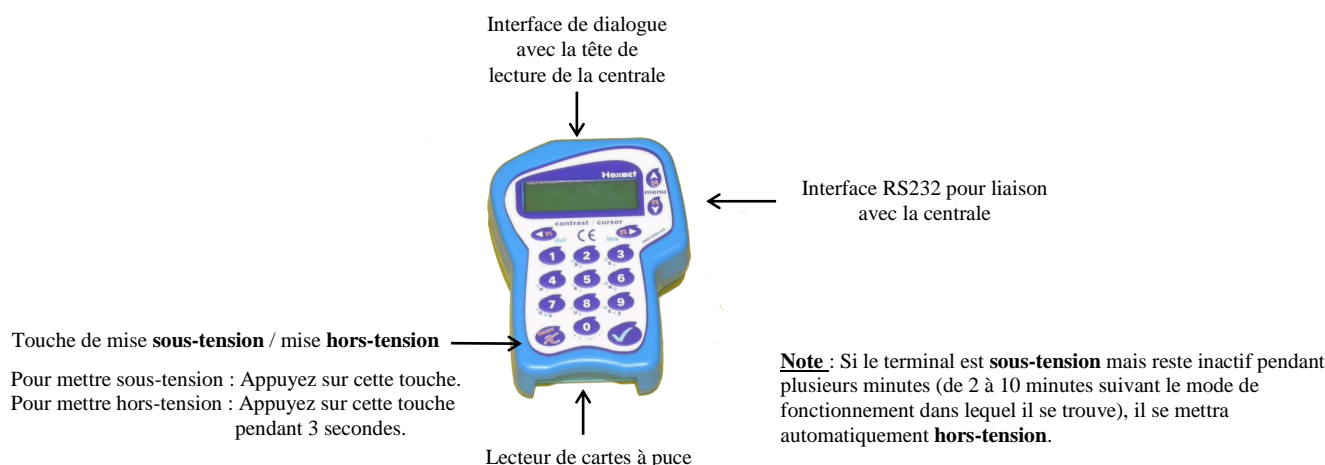 Interface de dialogue
avec la tête de
lecture de la centrale
Hexact
menu
contrast / cursor
F1
del
CE
ins
1
2
3
4
5
6
7
8
9
0
Interface RS232 pour liaison
avec la centrale
Touche de mise sous-tension / mise hors-tension
Pour mettre sous-tension : Appuyez sur cette touche.
Pour mettre hors-tension : Appuyez sur cette touche
pendant 3 secondes.
Note : Si le terminal est sous-tension mais reste inactif pendant
plusieurs minutes (de 2 à 10 minutes suivant le mode de
fonctionnement dans lequel il se trouve), il se mettra
automatiquement hors-tension.
Lecteur de cartes à puce